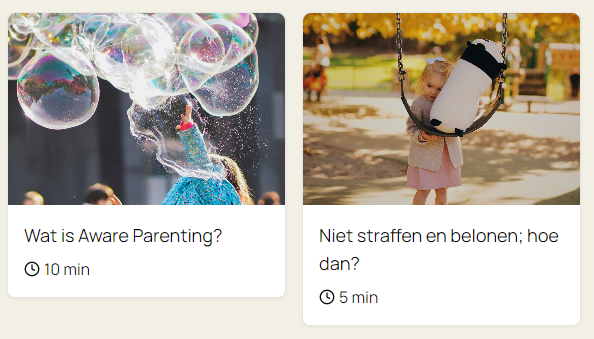 Wat is Aware Parenting?
10 min
Niet straffen en belonen; hoe
dan?
5 min